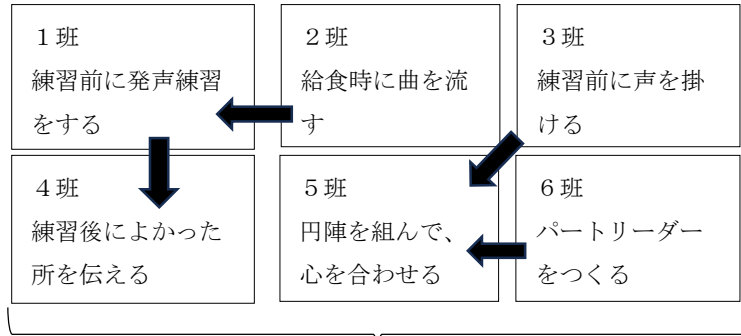 １班
練習前に発声練習
をする
２班
給食時に曲を流
す
３班
練習前に声を掛
ける
４班
練習後によかった
所を伝える
５班
円陣を組んで、
心を合わせる
６班
パートリーダー
をつくる